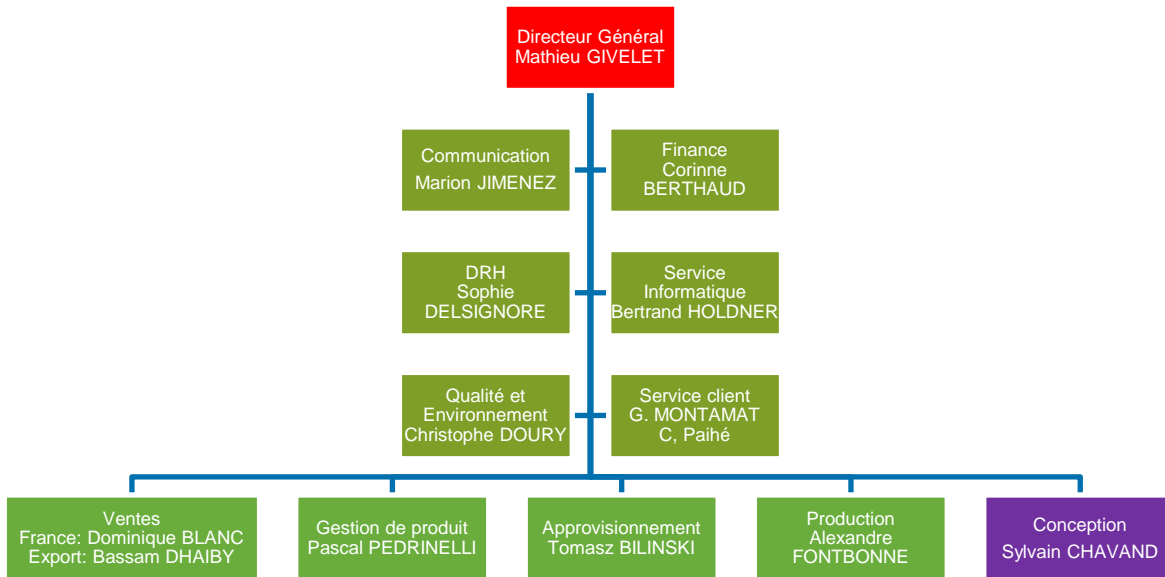 Directeur Général
Mathieu GIVELET
Communication
Marion JIMENEZ
Finance
Corinne
BERTHAUD
DRH
Sophie
DELSIGNORE
Service
Informatique
Bertrand HOLDNER
Qualité et
Environnement
Christophe DOURY
Service client
G. MONTAMAT
C, Paihé
Ventes
France: Dominique BLANC
Export: Bassam DHAIBY
Gestion de produit
Pascal PEDRINELLI
Approvisionnement
Tomasz BILINSKI
Production
Alexandre
FONTBONNE
Conception
Sylvain CHAVAND